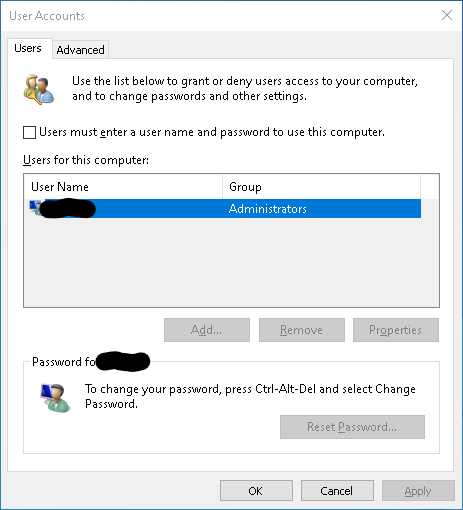 User Accounts
Users
Advanced
Use the list below to grant or deny users access to your computer,
and to change passwords and other settings.
Users must enter a user name and password to use this computer.
Users for this computer:
User Name
Group
Administrators
Add...
Remove
Properties
Password fo
To change your password, press Ctrl-Alt-Del and select Change
Password.
Reset Password...
OK
Cancel
Apply